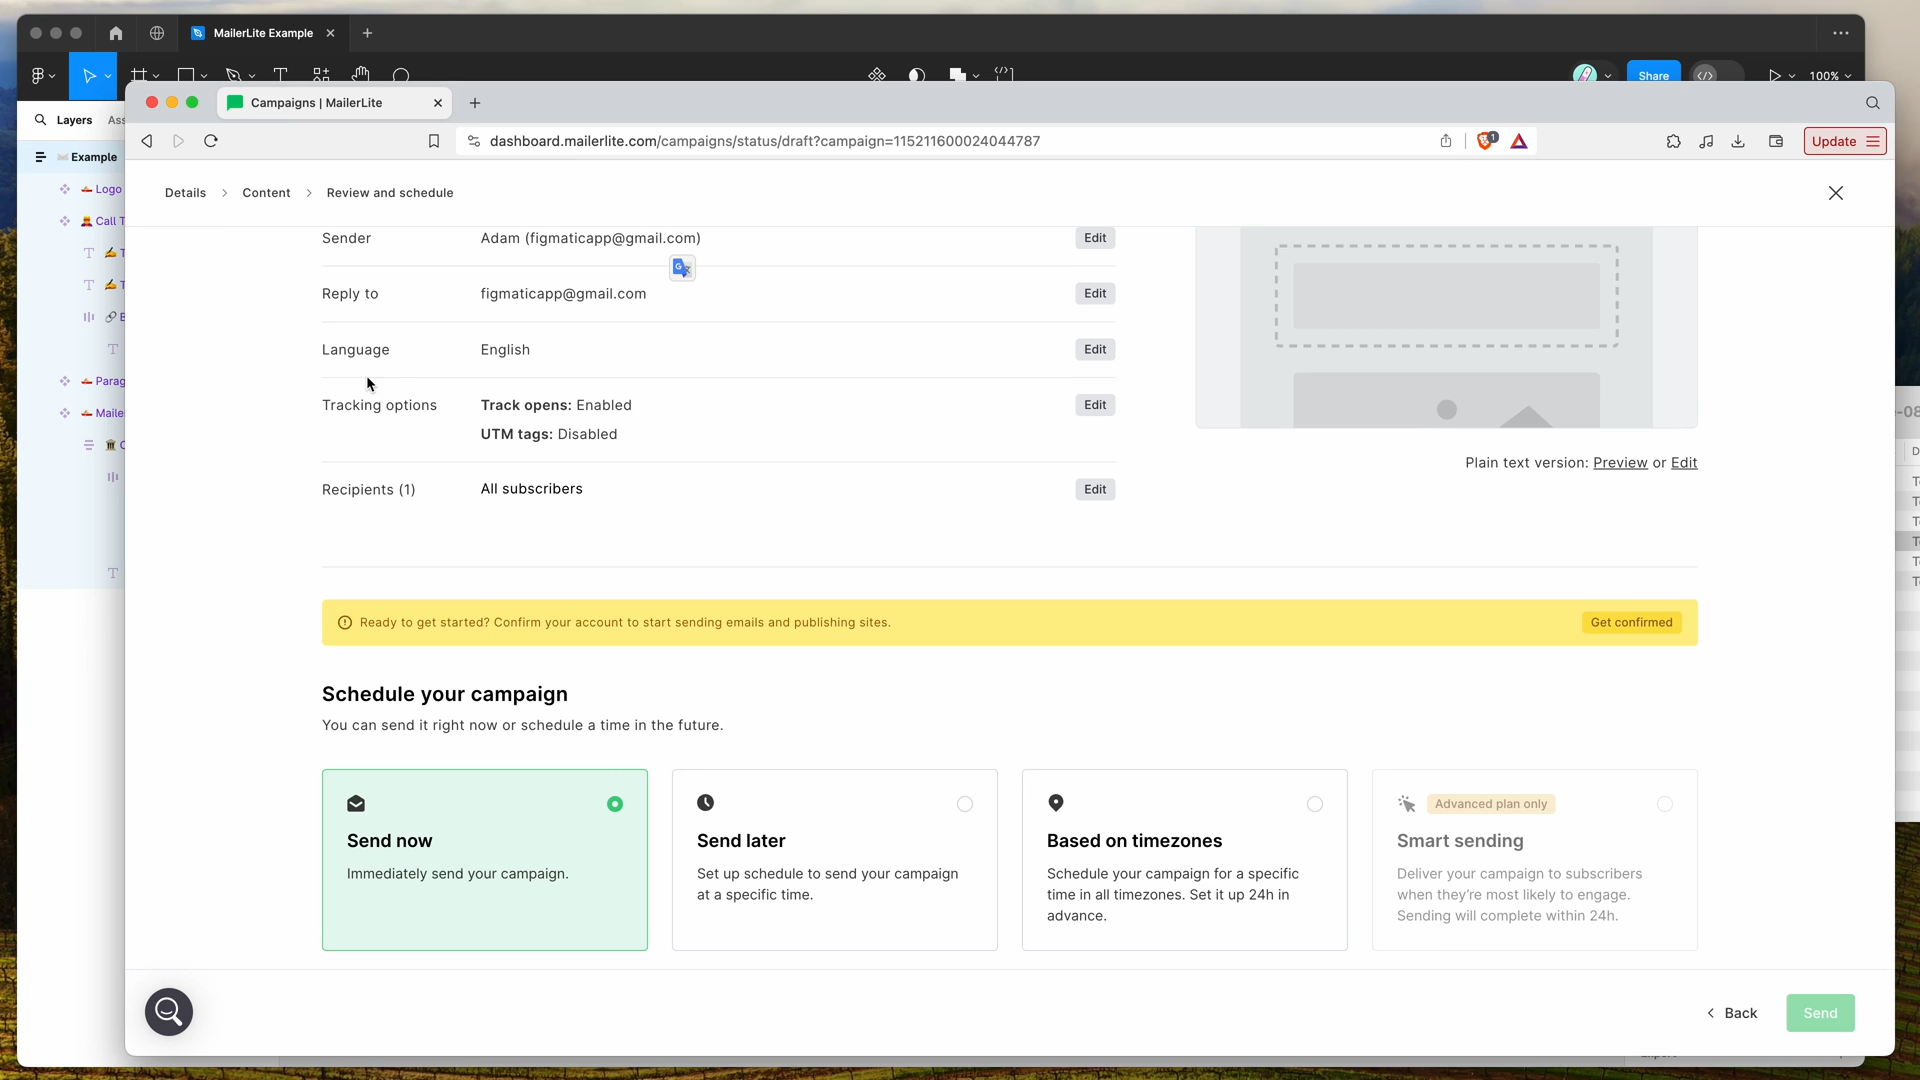 MailerLite Example
Share
100%
Layers
Ass
Campaigns | MailerLite
dashboard.mailerlite.com/campaigns/status/draft?campaign=115211600024044787
1
Update
Example
Logo
Call T
Parag
Maile
Details > Content > Review and schedule
Sender Adam (figmaticapp@gmail.com) Edit
Reply to figmaticapp@gmail.com Edit
Language English Edit
Tracking options Track opens: Enabled Edit
UTM tags: Disabled
Recipients (1) All subscribers Edit
Plain text version: Preview or Edit
Ready to get started? Confirm your account to start sending emails and publishing sites. Get confirmed
Schedule your campaign
You can send it right now or schedule a time in the future.
Send now
Immediately send your campaign.
Send later
Set up schedule to send your campaign
at a specific time.
Based on timezones
Schedule your campaign for a specific
time in all timezones. Set it up 24h in
advance.
Advanced plan only
Smart sending
Deliver your campaign to subscribers
when they're most likely to engage.
Sending will complete within 24h.
Back
Send